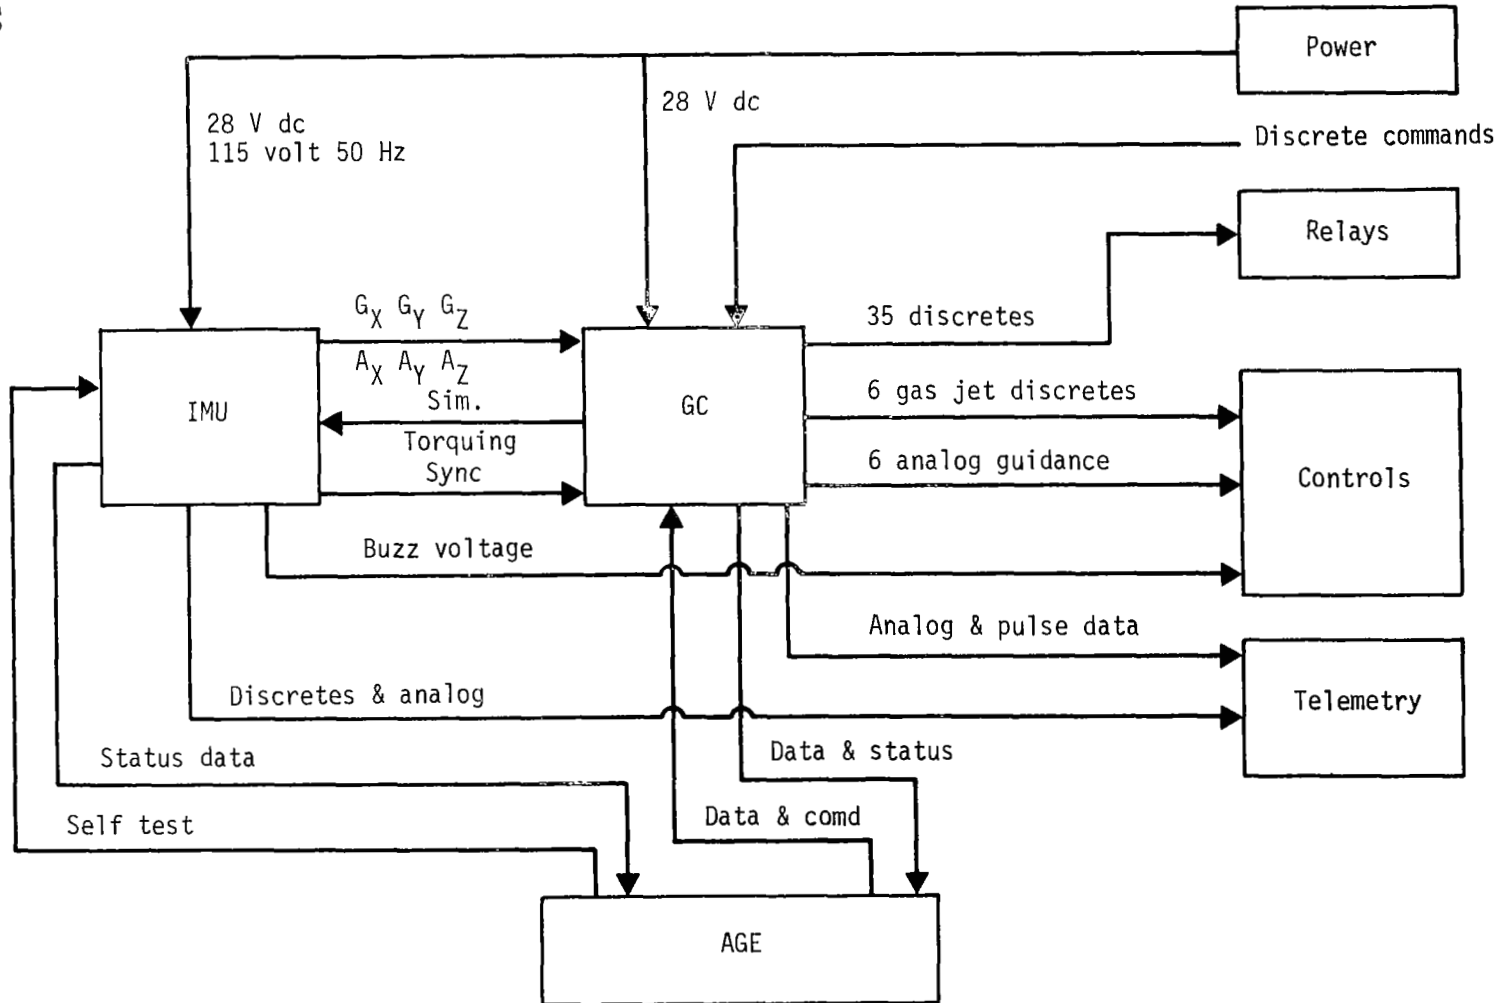 Power
28 V dc
28 V dc
115 volt 50 Hz
Discrete commands
Relays
G_X G_Y G_Z
35 discretes
A_X A_Y A_Z
Sim.
6 gas jet discretes
IMU
GC
Torquing
Sync
6 analog guidance
Controls
Buzz voltage
Analog & pulse data
Discretes & analog
Telemetry
Status data
Data & status
Self test
Data & comd
AGE